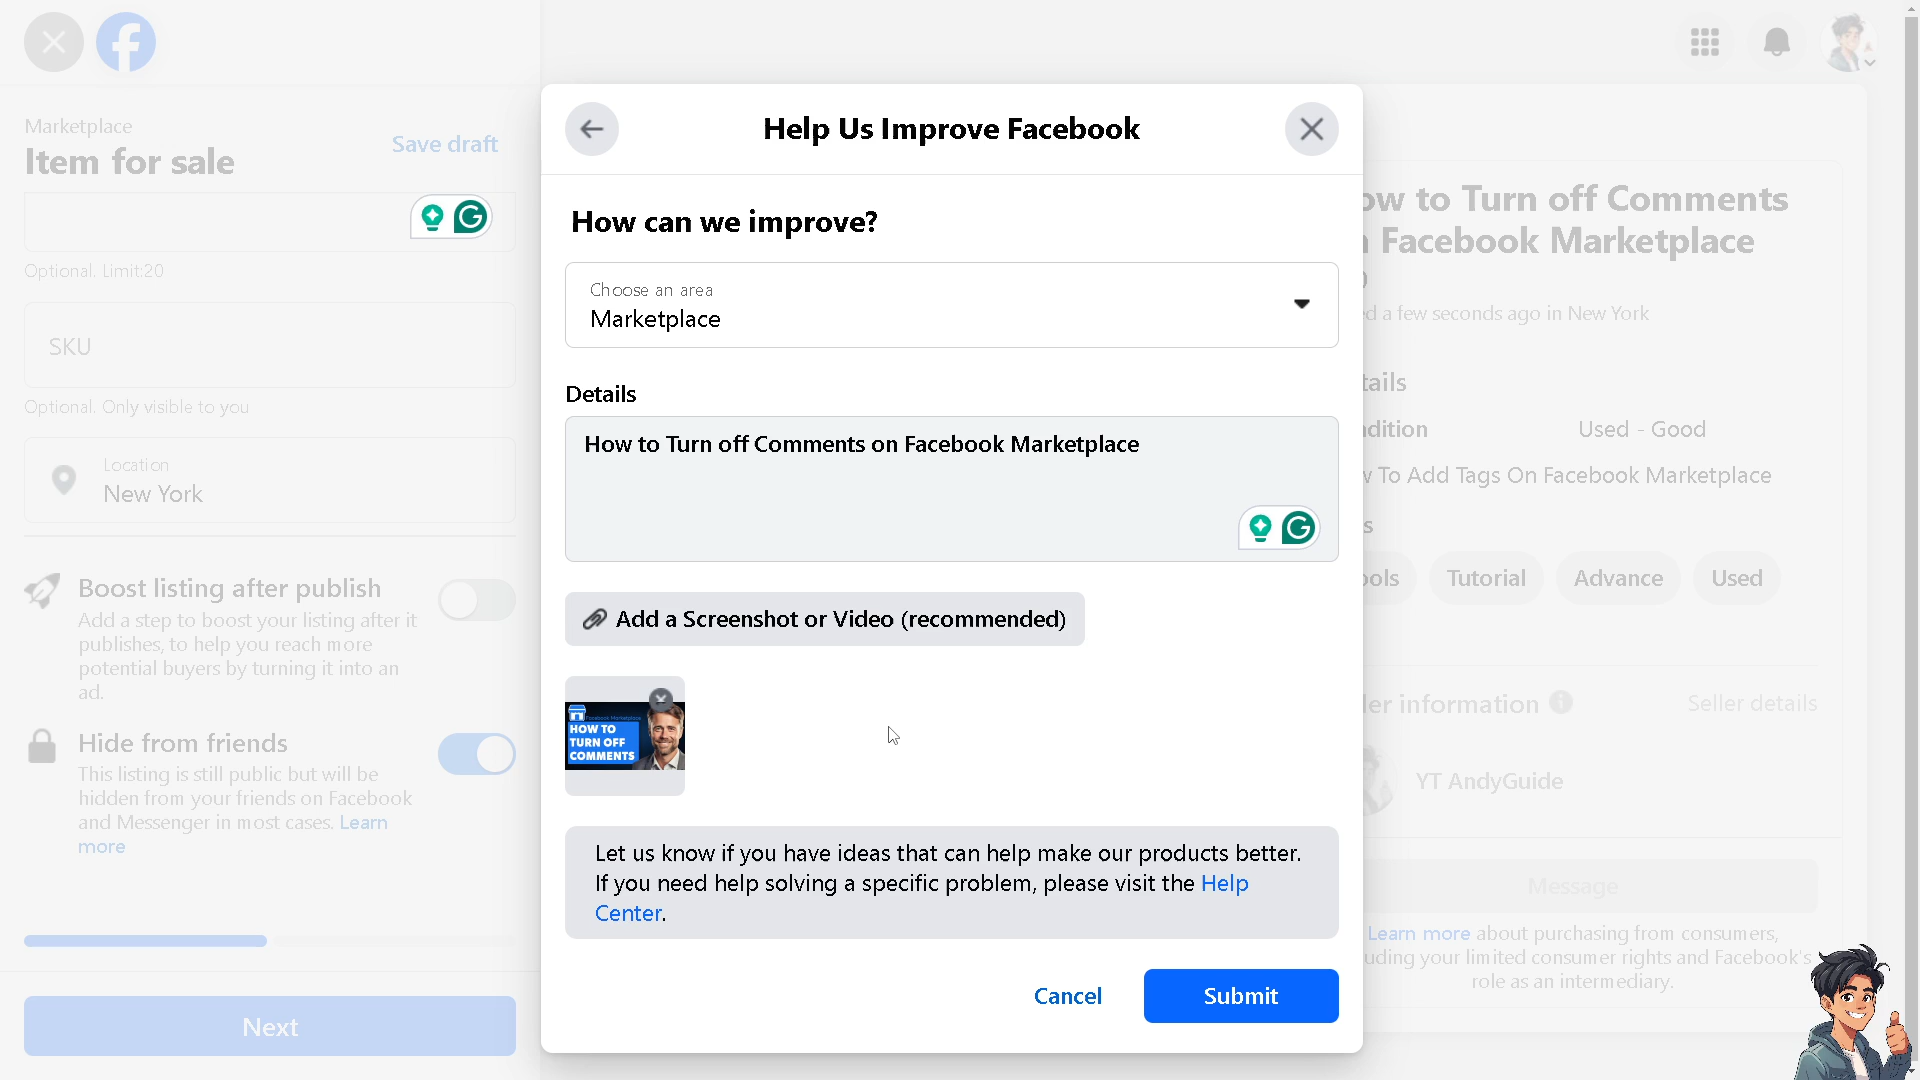 Marketplace
Item for sale
Save draft
Optional. Limit:20
SKU
Optional. Only visible to you
Location
New York
Boost listing after publish
Add a step to boost your listing after it
publishes, to help you reach more
potential buyers by turning it into an
ad.
Hide from friends
This listing is still public but will be
hidden from your friends on Facebook
and Messenger in most cases. Learn
more
Next
Help Us Improve Facebook
How can we improve?
Choose an area
Marketplace
Details
How to Turn off Comments on Facebook Marketplace
Add a Screenshot or Video (recommended)
Facebook Marketplace
HOW TO
TURN OFF
COMMENTS
Let us know if you have ideas that can help make our products better.
If you need help solving a specific problem, please visit the Help
Center.
Cancel
Submit
ow to Turn off Comments
Facebook Marketplace
a few seconds ago in New York
tails
dition
Used - Good
To Add Tags On Facebook Marketplace
s
ools
Tutorial
Advance
Used
ler information
Seller details
YT AndyGuide
Message
Learn more about purchasing from consumers,
uding your limited consumer rights and Facebook's
role as an intermediary.